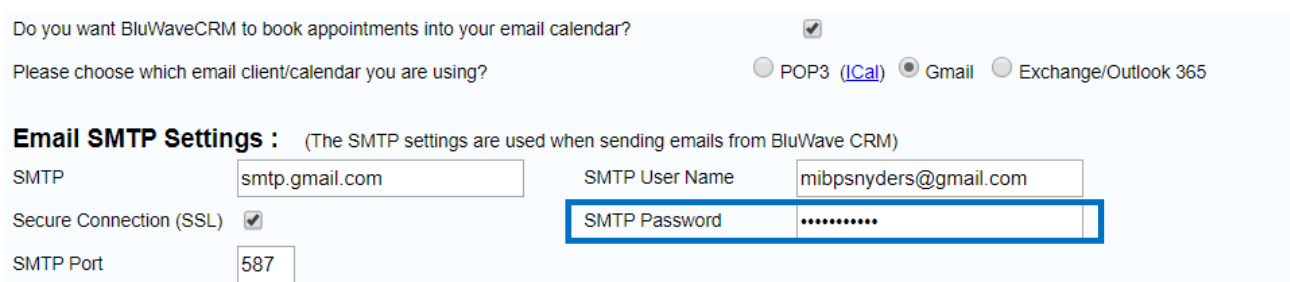 Do you want BluWaveCRM to book appointments into your email calendar?
Please choose which email client/calendar you are using? POP3 (ICal) Gmail Exchange/Outlook 365
Email SMTP Settings : (The SMTP settings are used when sending emails from BluWave CRM)
SMTP smtp.gmail.com SMTP User Name mibpsnyders@gmail.com
Secure Connection (SSL) SMTP Password •••••••••••
SMTP Port 587